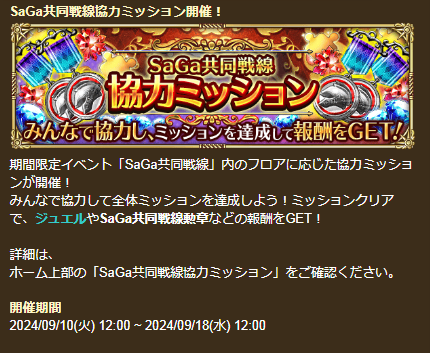 SaGa共同戦線協力ミッション開催！
SaGa共同戦線
協力ミッション
みんなで協力し、ミッションを達成して報酬をGET!!
期間限定イベント「SaGa共同戦線」内のフロアに応じた協力ミッショ
ンが開催！
みんなで協力して全体ミッションを達成しよう！ミッションクリア
で、ジュエルやSaGa共同戦線勲章などの報酬をGET！
詳細は、
ホーム上部の「SaGa共同戦線協力ミッション」をご確認ください。
開催期間
2024/09/10(火) 12:00 ~ 2024/09/18(水) 12:00